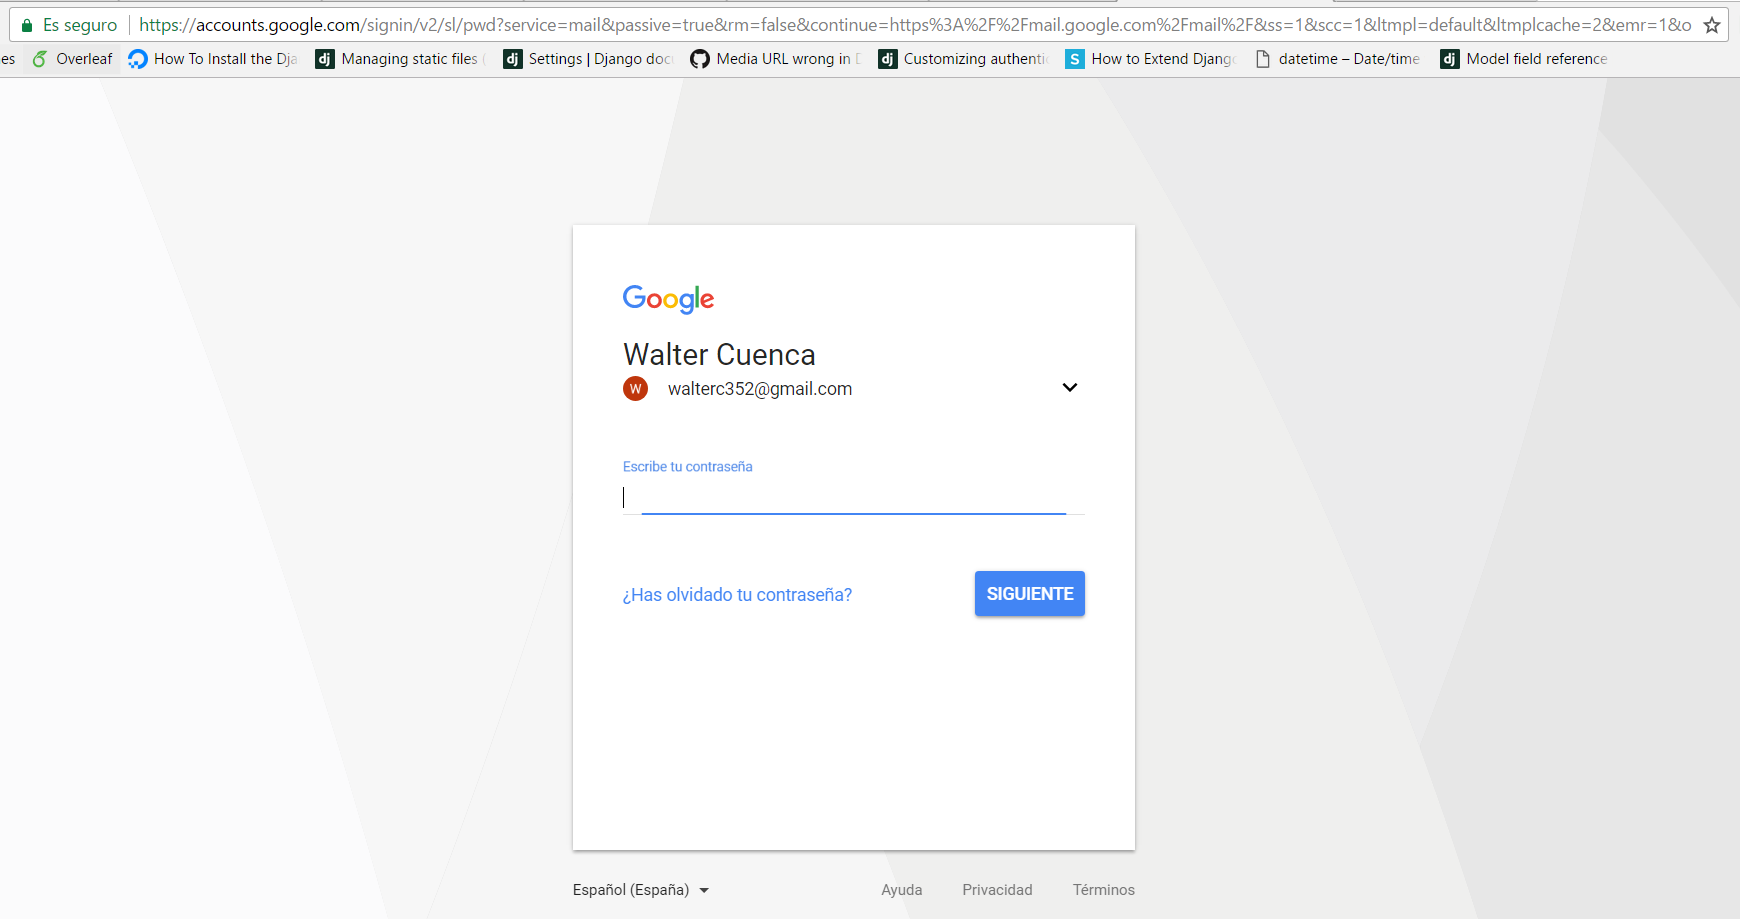 Es seguro https://accounts.google.com/signin/v2/sl/pwd?service=mail&passive=true&rm=false&continue=https%3A%2F%2Fmail.google.com%2Fmail%2F&ss=1&scc=1&ltmpl=default&ltmplcache=2&emr=1&o
es Overleaf How To Install the Dja Managing static files ( Settings | Django doc Media URL wrong in D Customizing authenti S How to Extend Djang datetime – Date/time Model field reference
Google
Walter Cuenca
W walterc352@gmail.com
Escribe tu contraseña
¿Has olvidado tu contraseña? SIGUIENTE
Español (España) Ayuda Privacidad Términos